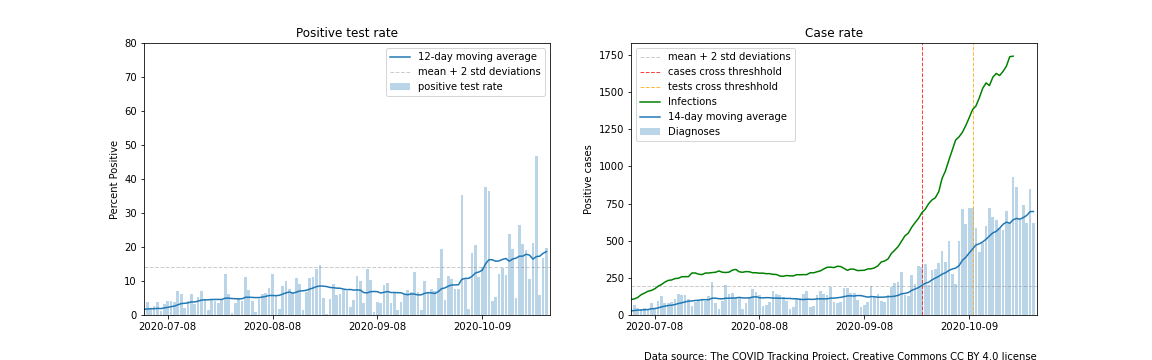 Positive test rate
80
70
60
50
40
30
20
10
0
Percent Positive
12-day moving average
mean + 2 std deviations
positive test rate
2020-07-08
2020-08-08
2020-09-08
2020-10-09
Case rate
1750
1500
1250
1000
750
500
250
0
Positive cases
mean + 2 std deviations
cases cross threshhold
tests cross threshhold
Infections
14-day moving average
Diagnoses
2020-07-08
2020-08-08
2020-09-08
2020-10-09
Data source: The COVID Tracking Project, Creative Commons CC BY 4.0 license